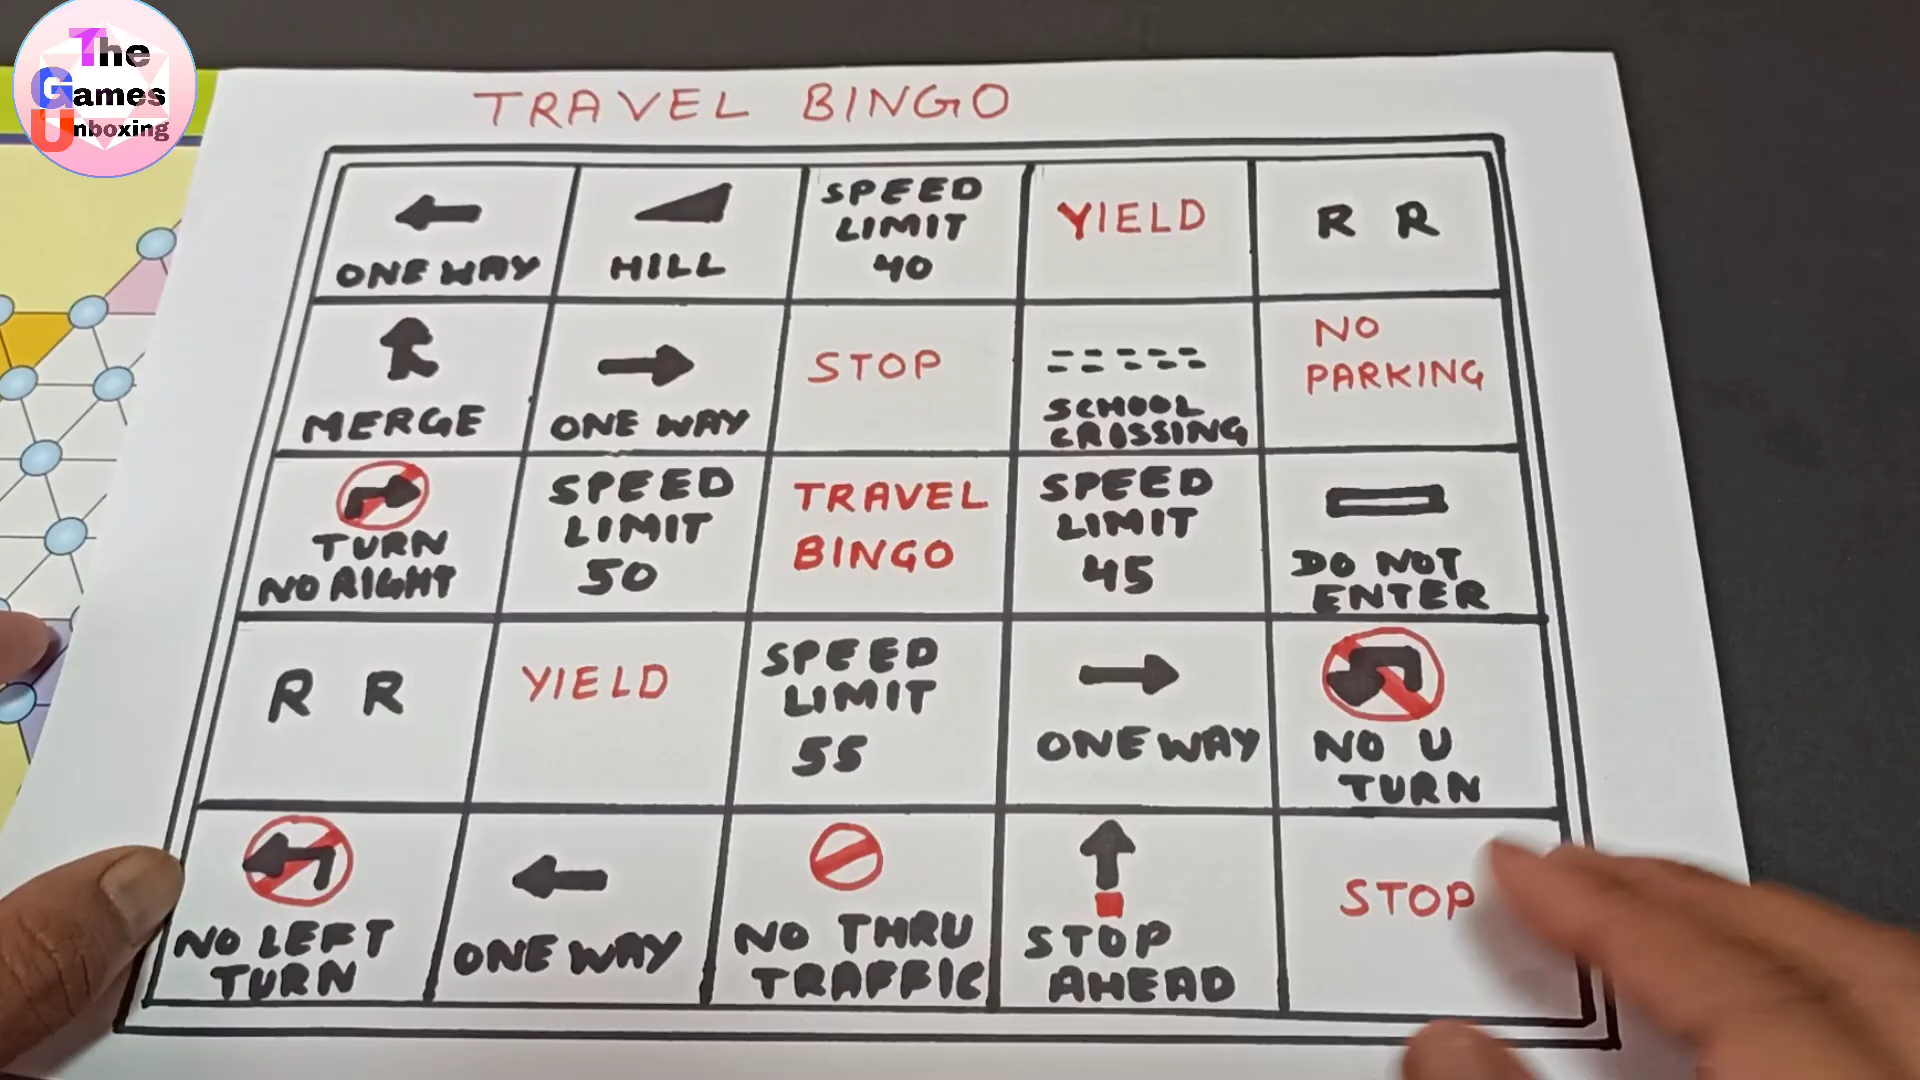 The
Games
Unboxing
TRAVEL BINGO
ONE WAY
HILL
SPEED
LIMIT
40
YIELD
R R
MERGE
ONE WAY
STOP
SCHOOL
CROSSING
NO
PARKING
TURN
NO RIGHT
SPEED
LIMIT
50
TRAVEL
BINGO
SPEED
LIMIT
45
DO NOT
ENTER
R R
YIELD
SPEED
LIMIT
55
ONE WAY
NO U
TURN
NO LEFT
TURN
ONE WAY
NO THRU
TRAFFIC
STOP
AHEAD
STOP